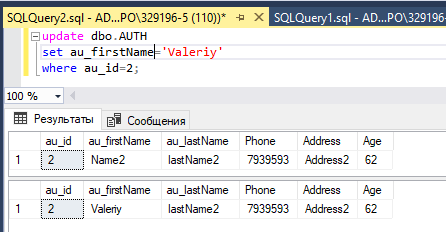 SQLQuery2.sql - AD...PO\329196-5 (110))* SQLQuery1.sql - AD...PO\329196-
update dbo.AUTH
set au_firstName='Valeriy'
where au_id=2;
100 %
Результаты Сообщения
au_id au_firstName au_lastName Phone Address Age
1 2 Name2 lastName2 7939593 Address2 62
au_id au_firstName au_lastName Phone Address Age
1 2 Valeriy lastName2 7939593 Address2 62